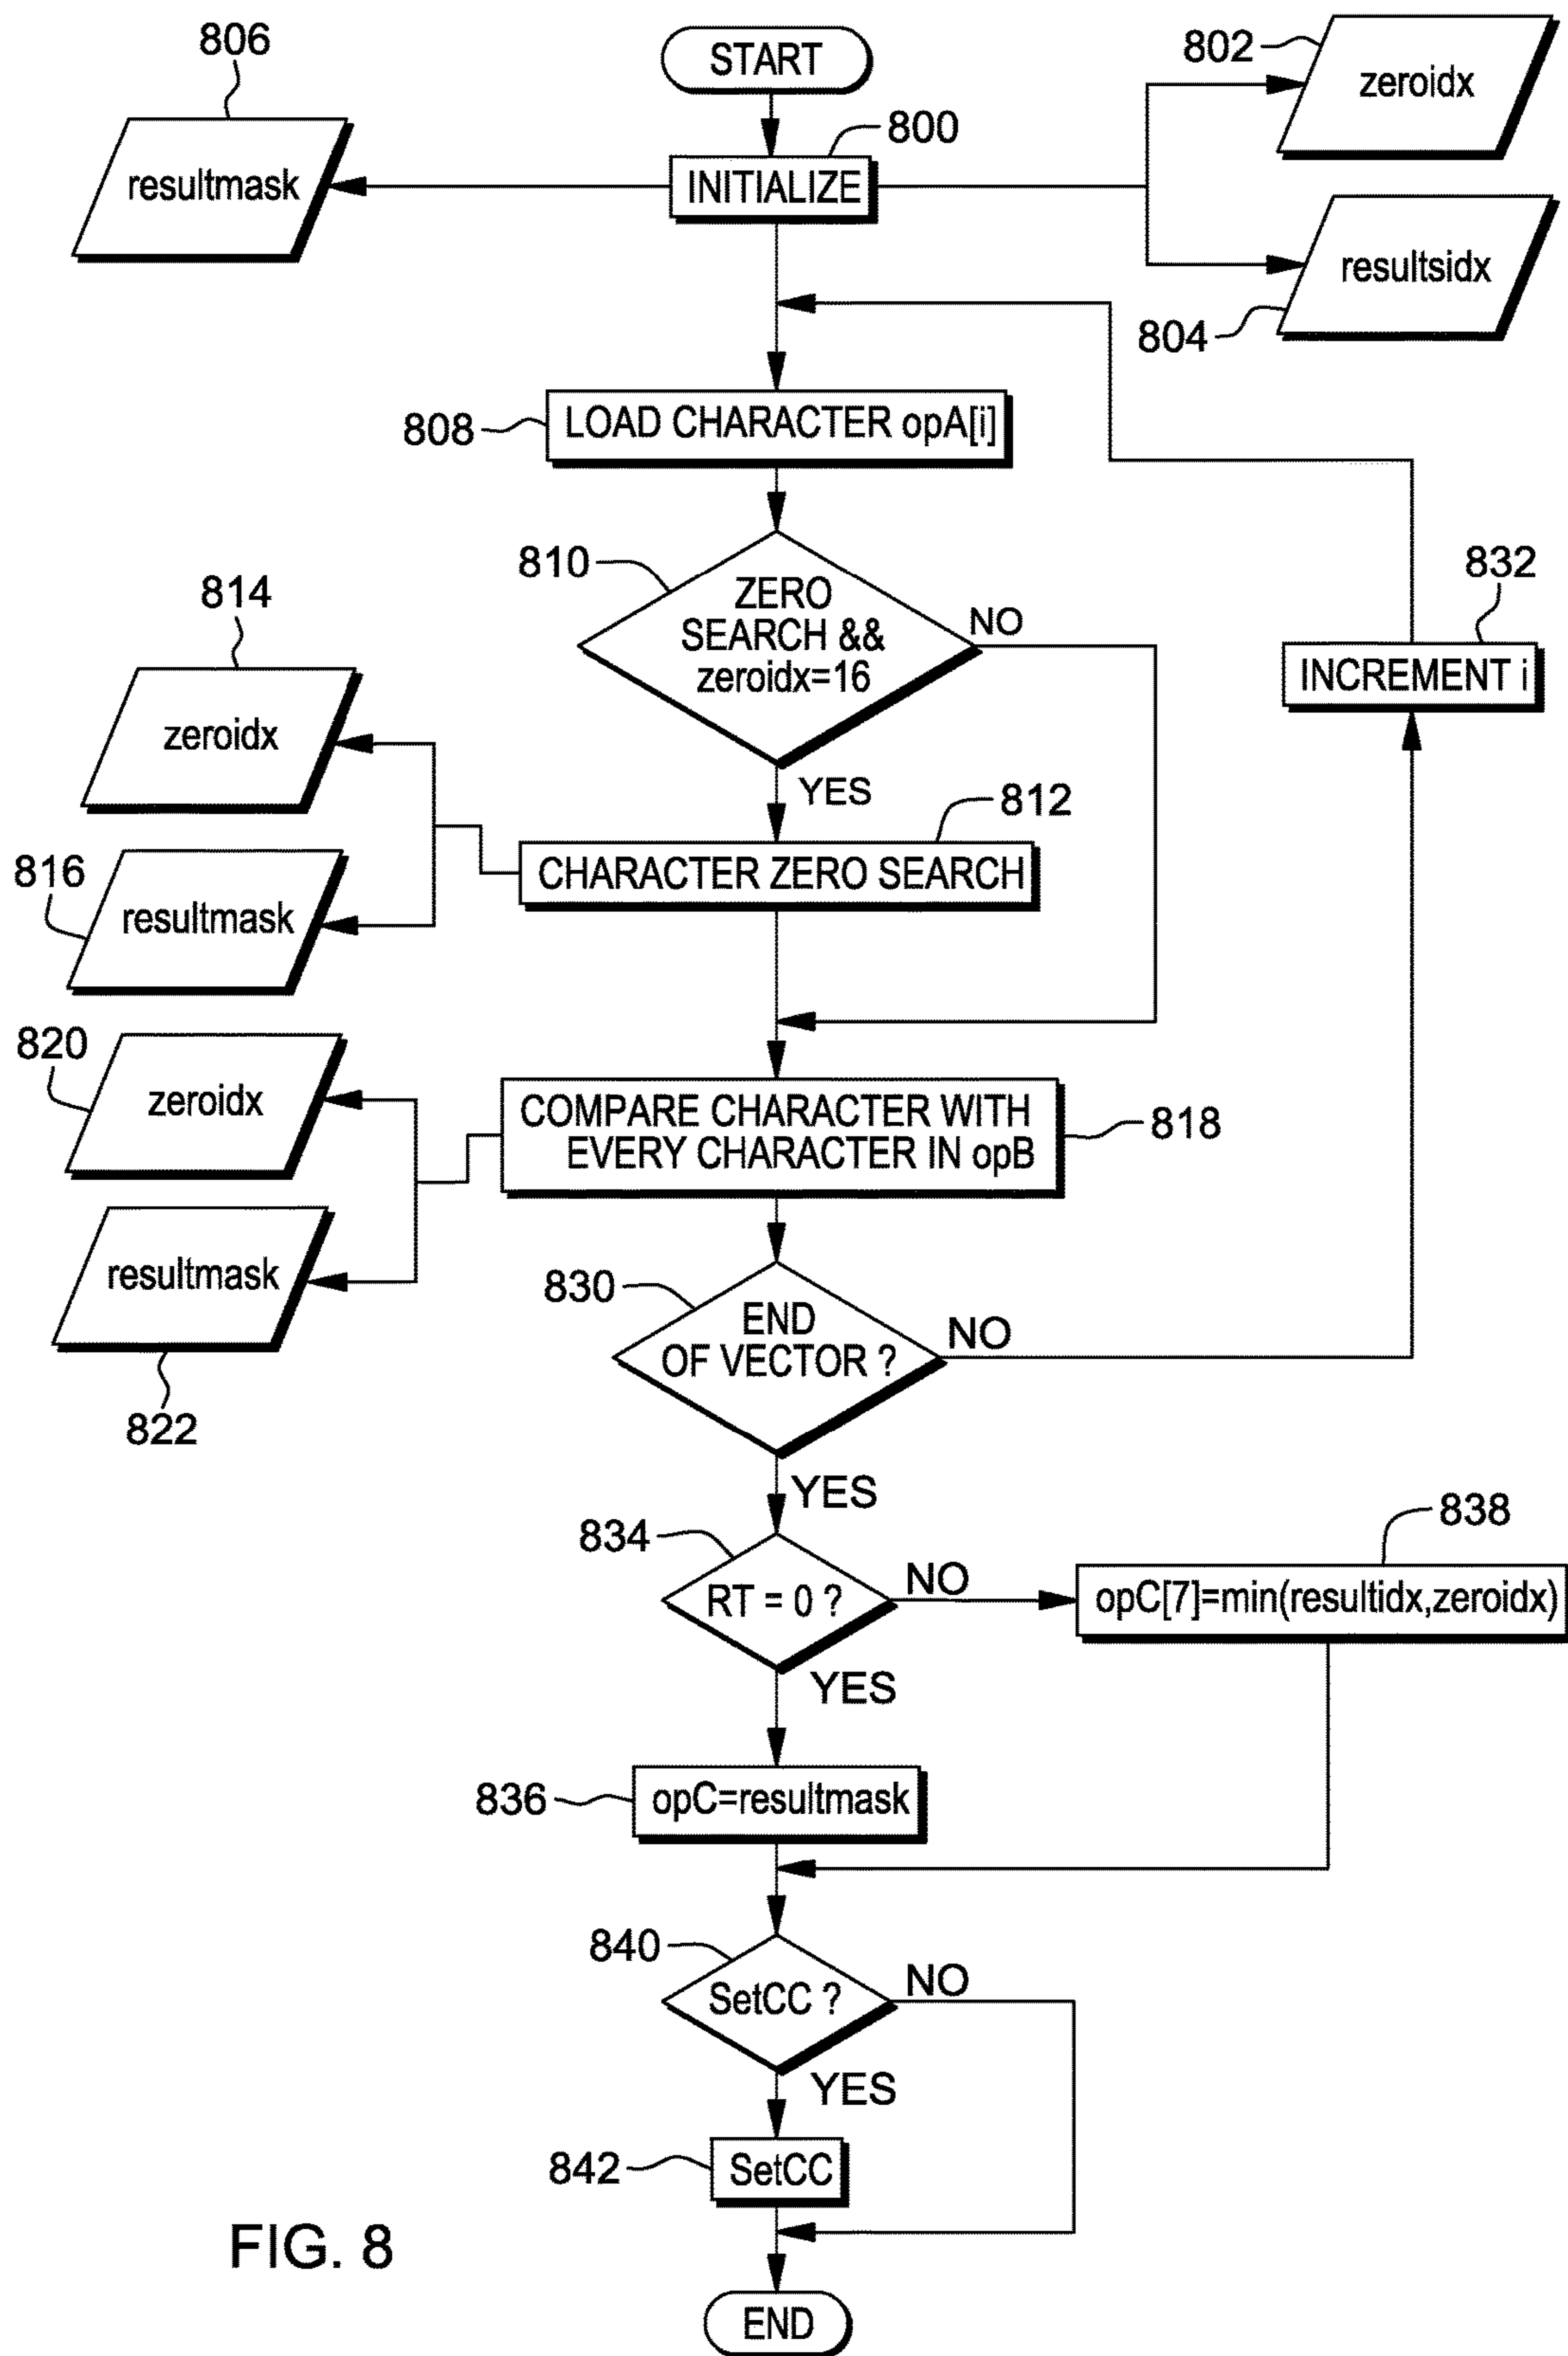 806
START
802
zeroidx
800
resultmask
INITIALIZE
resultsidx
804
808
LOAD CHARACTER opA[i]
810
ZERO
SEARCH &&
zeroidx=16
NO
832
INCREMENT i
814
zeroidx
YES
812
CHARACTER ZERO SEARCH
816
resultmask
820
zeroidx
COMPARE CHARACTER WITH
EVERY CHARACTER IN opB
818
resultmask
822
830
END
OF VECTOR ?
NO
YES
834
RT = 0 ?
NO
838
opC[7]=min(resultidx,zeroidx)
YES
836
opC=resultmask
840
SetCC ?
NO
YES
842
SetCC
FIG. 8
END